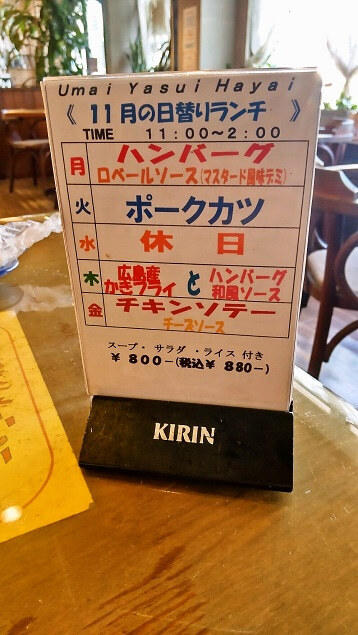 Umai Yasui Hayai
《 11月の日替りランチ 》
TIME 11:00~2:00
月 ハンバーグ
ロベールソース(マスタード風味デミ)
火 ポークカツ
水 休日
木 広島産かきフライ と ハンバーグ和風ソース
金 チキンソテー
チーズソース
スープ・サラダ・ライス 付き
¥800-(税込¥880-)
KIRIN